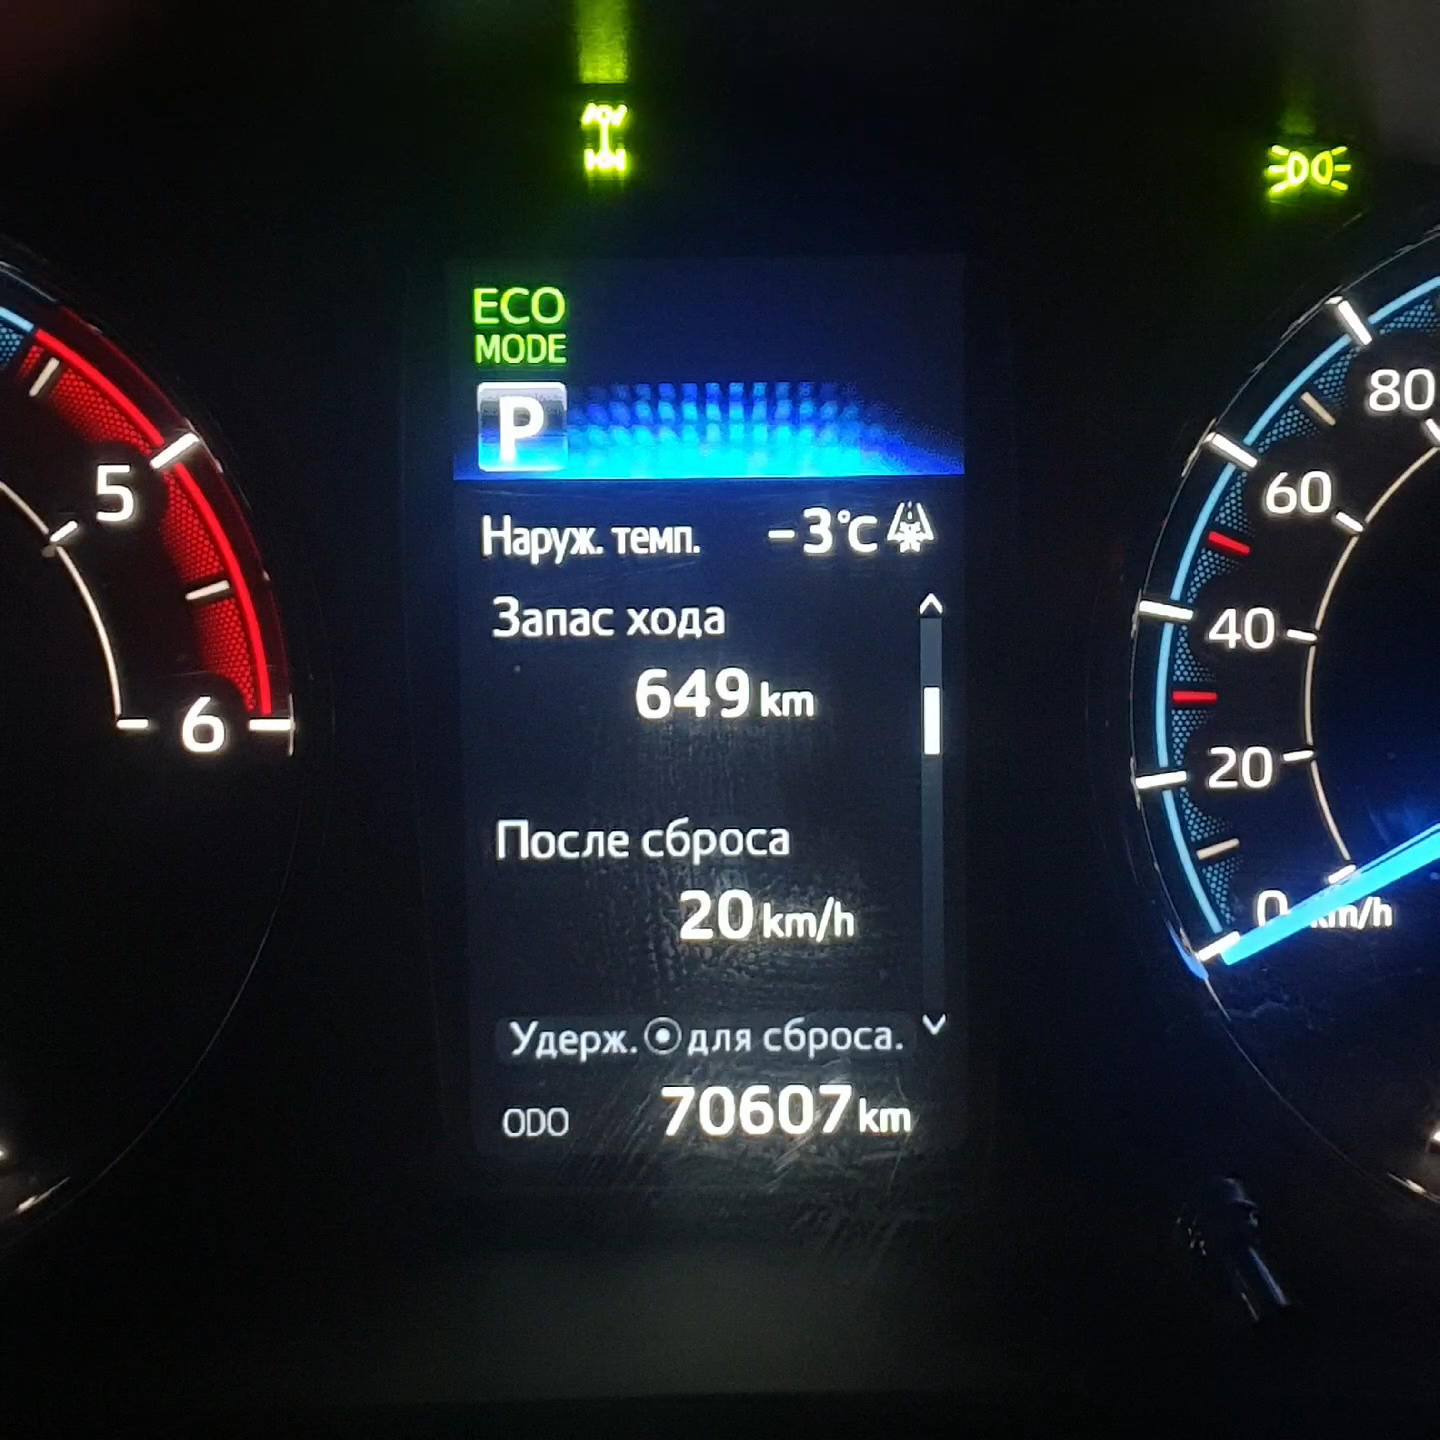 ECO
MODE
P
Наруж. темп. -3°C
Запас хода
649 km
После сброса
20 km/h
Удерж. для сброса.
ODO 70607 km
5
6
80
60
40
20
0 km/h